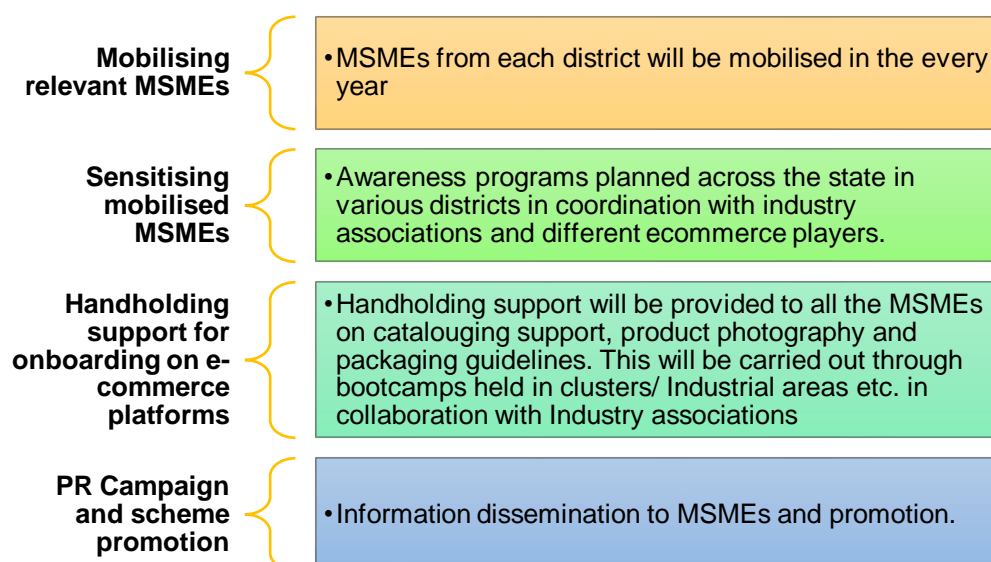 Mobilising
relevant MSMEs
•MSMEs from each district will be mobilised in the every
year
Sensitising
mobilised
MSMEs
•Awareness programs planned across the state in
various districts in coordination with industry
associations and different ecommerce players.
Handholding
support for
onboarding on e-
commerce
platforms
•Handholding support will be provided to all the MSMEs
on catalouging support, product photography and
packaging guidelines. This will be carried out through
bootcamps held in clusters/ Industrial areas etc. in
collaboration with Industry associations
PR Campaign
and scheme
promotion
•Information dissemination to MSMEs and promotion.